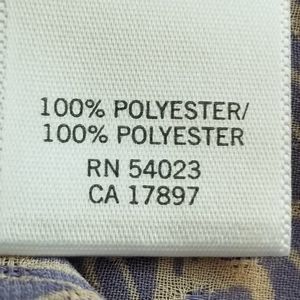 100% POLYESTER/
100% POLYESTER
RN 54023
CA 17897